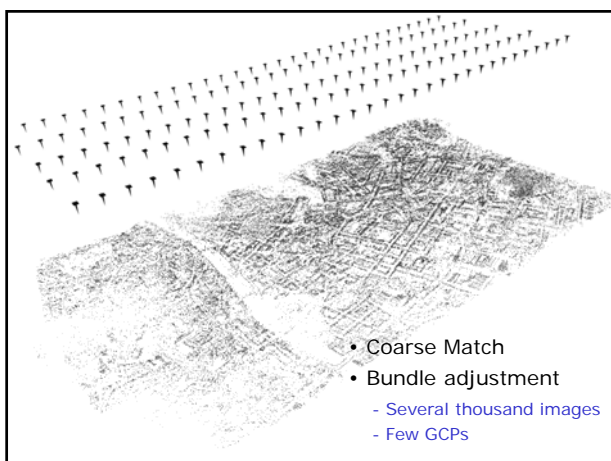 • Coarse Match
• Bundle adjustment
- Several thousand images
- Few GCPs